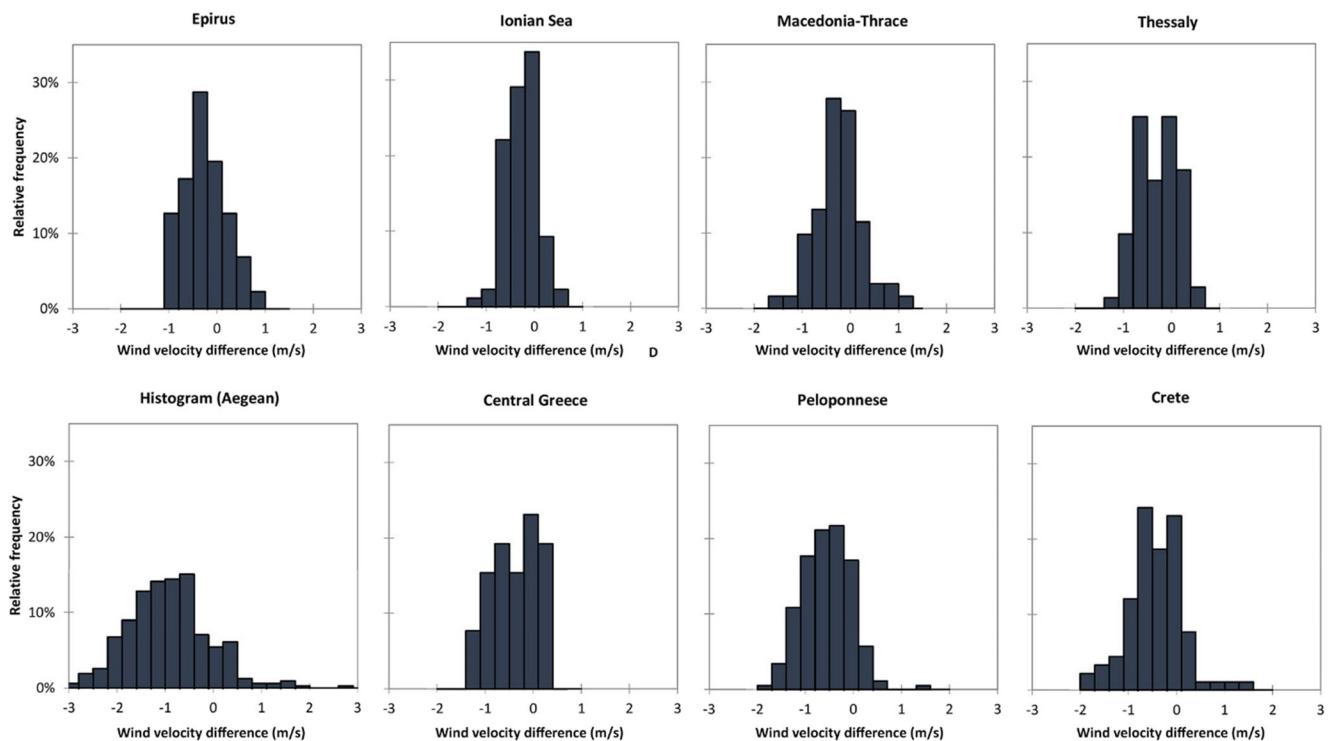 Epirus
Ionian Sea
Macedonia-Thrace
Thessaly
Relative frequency
30%
20%
10%
0%
-3 -2 -1 0 1 2 3
-3 -2 -1 0 1 2 3
-3 -2 -1 0 1 2 3
-3 -2 -1 0 1 2 3
Wind velocity difference (m/s)
Wind velocity difference (m/s) D
Wind velocity difference (m/s)
Wind velocity difference (m/s)
Histogram (Aegean)
Central Greece
Peloponnese
Crete
Relative frequency
30%
20%
10%
0%
-3 -2 -1 0 1 2 3
-3 -2 -1 0 1 2 3
-3 -2 -1 0 1 2 3
-3 -2 -1 0 1 2 3
Wind velocity difference (m/s)
Wind velocity difference (m/s)
Wind velocity difference (m/s)
Wind velocity difference (m/s)